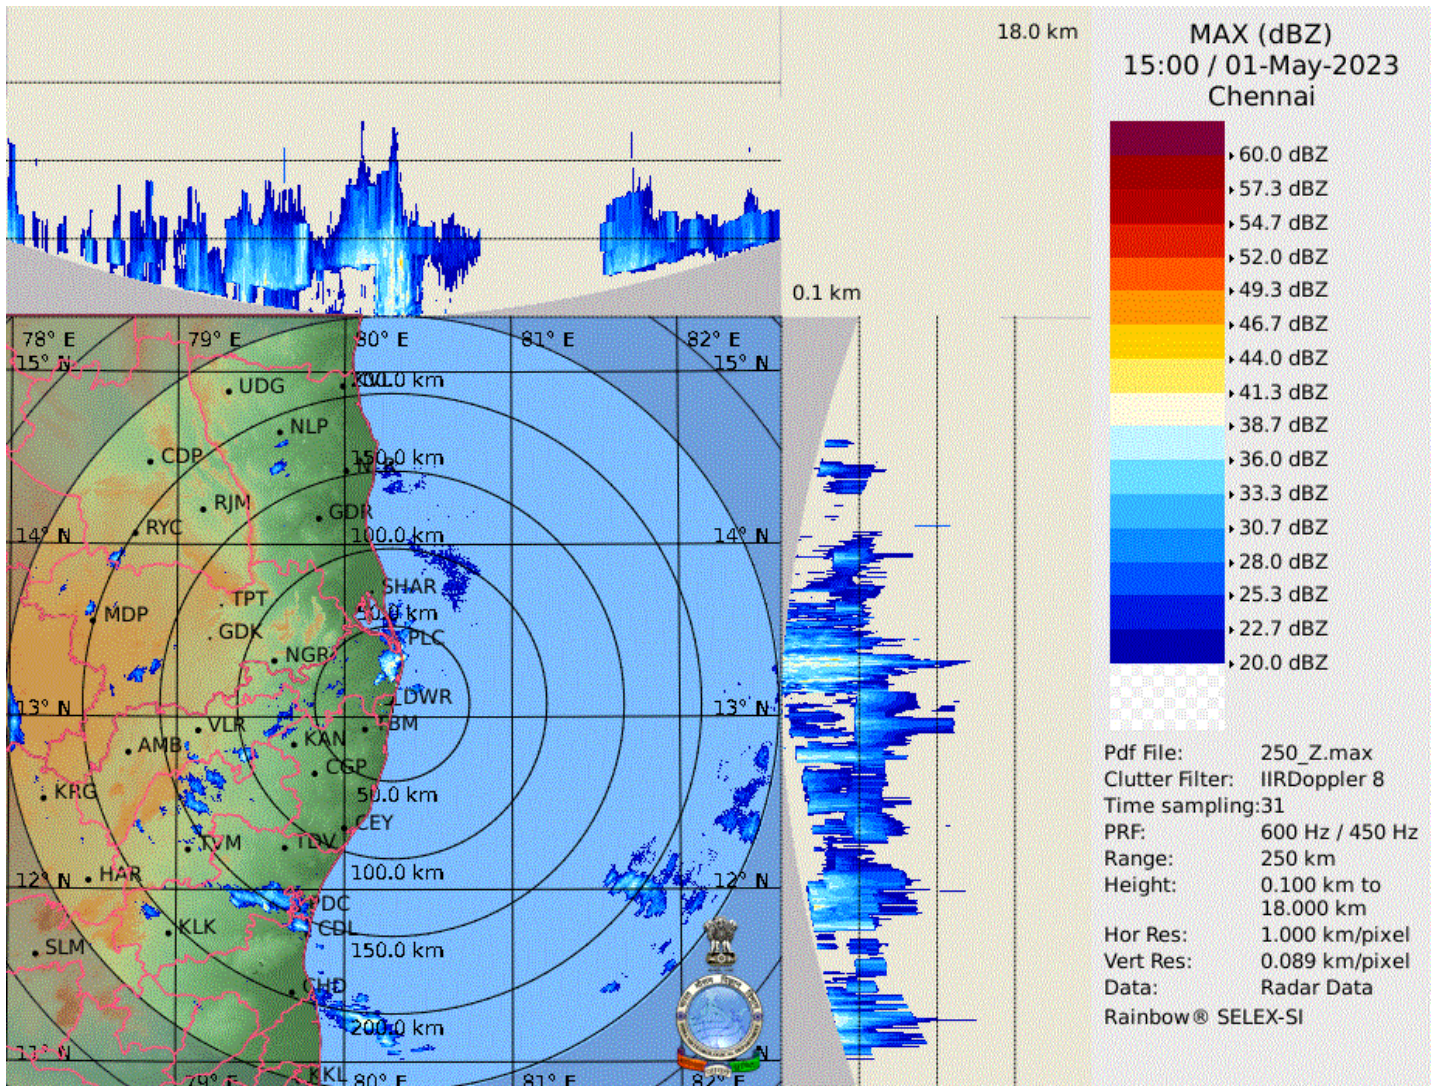 18.0 km
MAX (dBZ)
15:00 / 01-May-2023
Chennai
60.0 dBZ
57.3 dBZ
54.7 dBZ
52.0 dBZ
49.3 dBZ
46.7 dBZ
44.0 dBZ
41.3 dBZ
38.7 dBZ
36.0 dBZ
33.3 dBZ
30.7 dBZ
28.0 dBZ
25.3 dBZ
22.7 dBZ
20.0 dBZ
0.1 km
78° E 79° E 80° E 81° E 82° E
15° N 15° N
UDG
NLP
CDP
150.0 km
RJM
GDR
RYC
14° N 100.0 km 14° N
SHAR
TPT
MDP
50.0 km
GDK
PLC
NGR
DWR
13° N 13° N
VLR
KAN
AMB
CGP
KRG
50.0 km
CEY
TVM
TDV
HAR
100.0 km
12° N 12° N
PDC
KLK
CDL
SLM
150.0 km
CHD
200.0 km
11° N
KKL
79° E 80° E 81° E 82° E
Pdf File: 250_Z.max
Clutter Filter: IIRDoppler 8
Time sampling:31
PRF: 600 Hz / 450 Hz
Range: 250 km
Height: 0.100 km to
18.000 km
Hor Res: 1.000 km/pixel
Vert Res: 0.089 km/pixel
Data: Radar Data
Rainbow® SELEX-SI